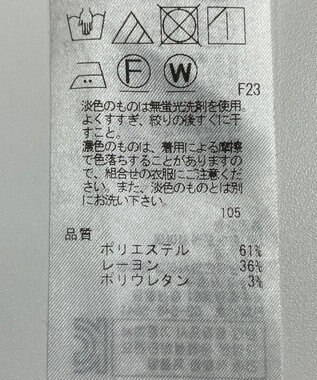 F
W
F23
淡色のものは無蛍光洗剤を使用。
よくすすぎ、絞りの後すぐに干
すこと。
濃色のものは、着用による摩擦
で色落ちすることがありますの
で、組合せの衣服にご注意くだ
さい。また、淡色のものとは別
にお洗い下さい。
105
品質
ポリエステル 61%
レーヨン 36%
ポリウレタン 3%